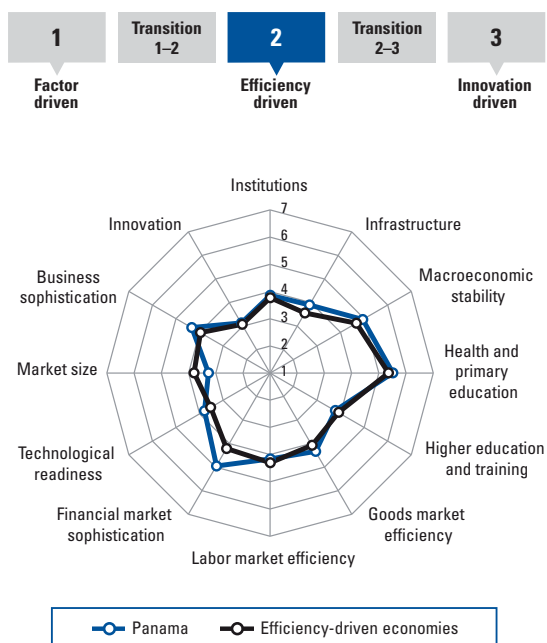 1
Transition
1–2
2
Transition
2–3
3
Factor
driven
Efficiency
driven
Innovation
driven
Institutions
7
Innovation
Infrastructure
6
5
Business
sophistication
Macroeconomic
stability
4
3
Market size
2
1
Health and
primary
education
Technological
readiness
Higher education
and training
Financial market
sophistication
Goods market
efficiency
Labor market efficiency
Panama
Efficiency-driven economies